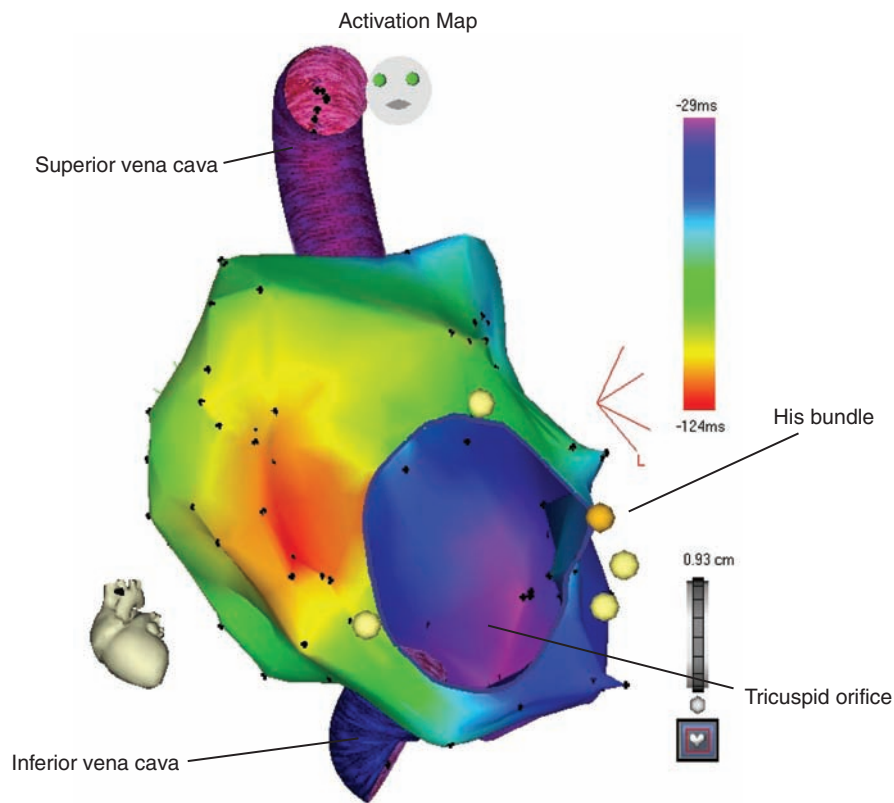 Activation Map
-29ms
Superior vena cava
His bundle
-124ms
L
0.93 cm
Tricuspid orifice
Inferior vena cava